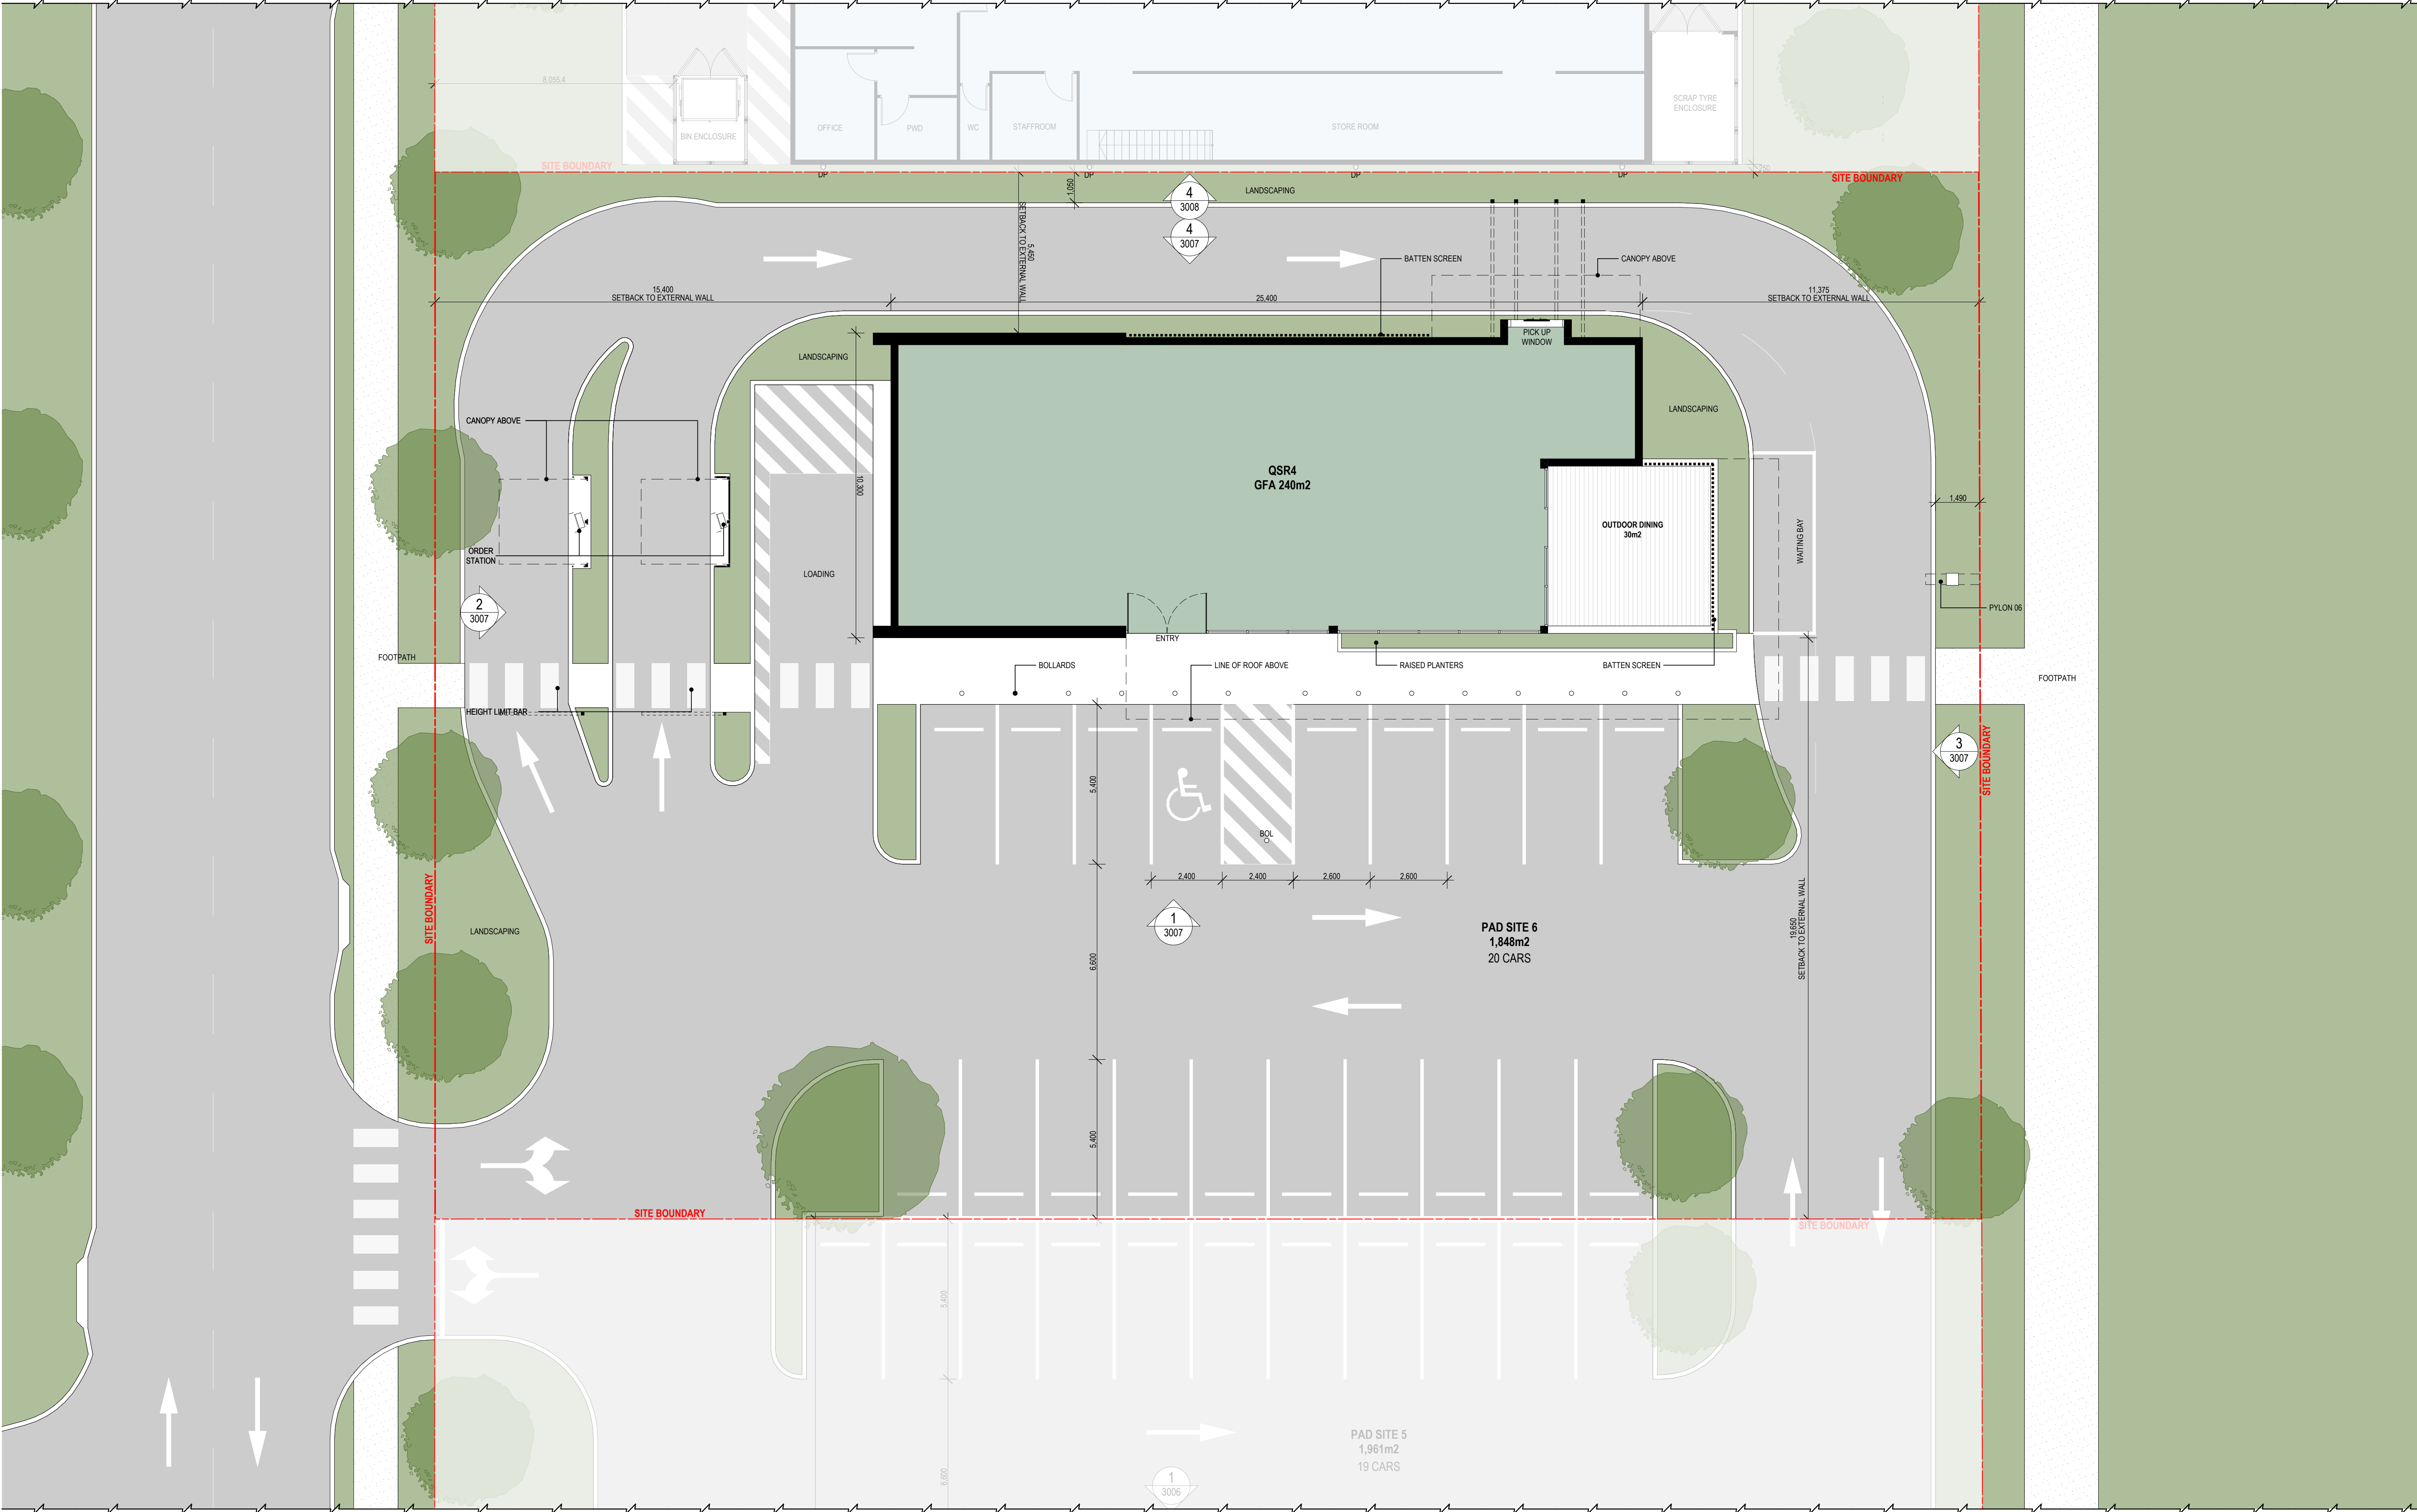 8,055.4
BIN ENCLOSURE
OFFICE
PWD
WC
STAFFROOM
STORE ROOM
SCRAP TYRE
ENCLOSURE
SITE BOUNDARY
DP
DP
DP
DP
SITE BOUNDARY
1,050
4
3008
LANDSCAPING
4
3007
5,450
SETBACK TO EXTERNAL WALL
BATTEN SCREEN
CANOPY ABOVE
15,400
SETBACK TO EXTERNAL WALL
25,400
11,375
SETBACK TO EXTERNAL WALL
PICK UP
WINDOW
LANDSCAPING
LANDSCAPING
CANOPY ABOVE
10,300
QSR4
GFA 240m2
1,490
OUTDOOR DINING
30m2
WAITING BAY
ORDER
STATION
LOADING
2
3007
PYLON 06
ENTRY
FOOTPATH
BOLLARDS
LINE OF ROOF ABOVE
RAISED PLANTERS
BATTEN SCREEN
FOOTPATH
HEIGHT LIMIT BAR
3
3007
SITE BOUNDARY
5,400
BOL
2,400
2,400
2,600
2,600
SITE BOUNDARY
LANDSCAPING
1
3007
PAD SITE 6
1,848m2
20 CARS
19,650
SETBACK TO EXTERNAL WALL
6,600
5,400
SITE BOUNDARY
SITE BOUNDARY
5,400
PAD SITE 5
1,961m2
19 CARS
6,600
1
3006